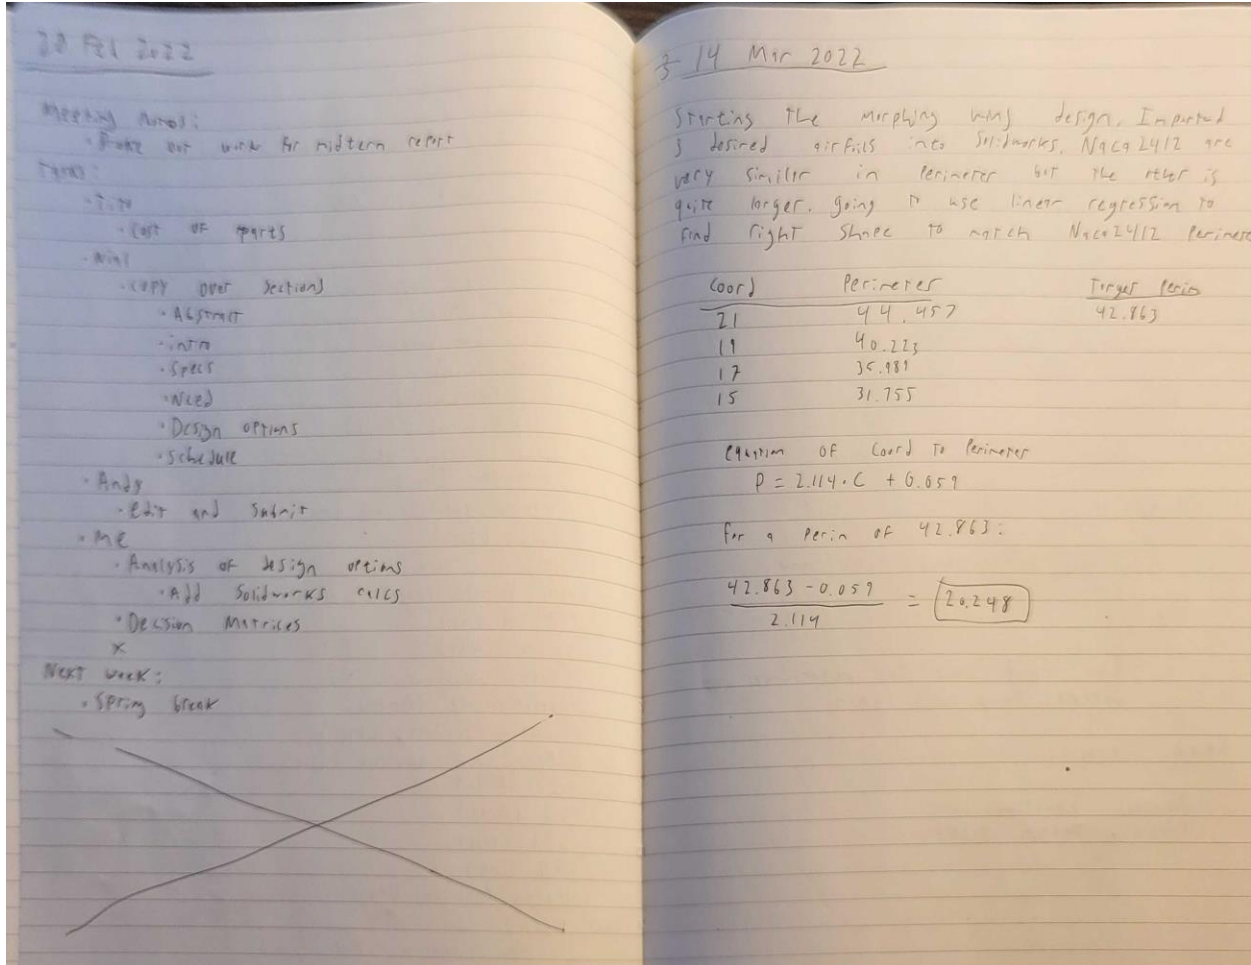 28 Feb 2022
Meeting Notes:
· Broke out work for midterm report
· Tito
· Cost of parts
· Nial
· Copy over sections
· Abstract
· intro
· Specs
· Need
· Design options
· Schedule
· Andy
· Edit and Submit
· Me
· Analysis of design options
· Add Solidworks calcs
· Decision Matrices
x
Next week:
· Spring break
14 Mar 2022
Starting the morphing wing design. Imported
3 desired airfoils into Solidworks, Naca 2412 are
very similar in Perimeter but the other is
quite larger. going to use linear regression to
find right shape to match Naca 2412 Perimeter
Coord Perimeter Target Perim
21 44.457 42.863
19 40.223
17 35.989
15 31.755
equation of Coord to Perimeter
P = 2.114 · C + 0.059
for a Perim of 42.863:
42.863 - 0.059
2.114 = 20.248